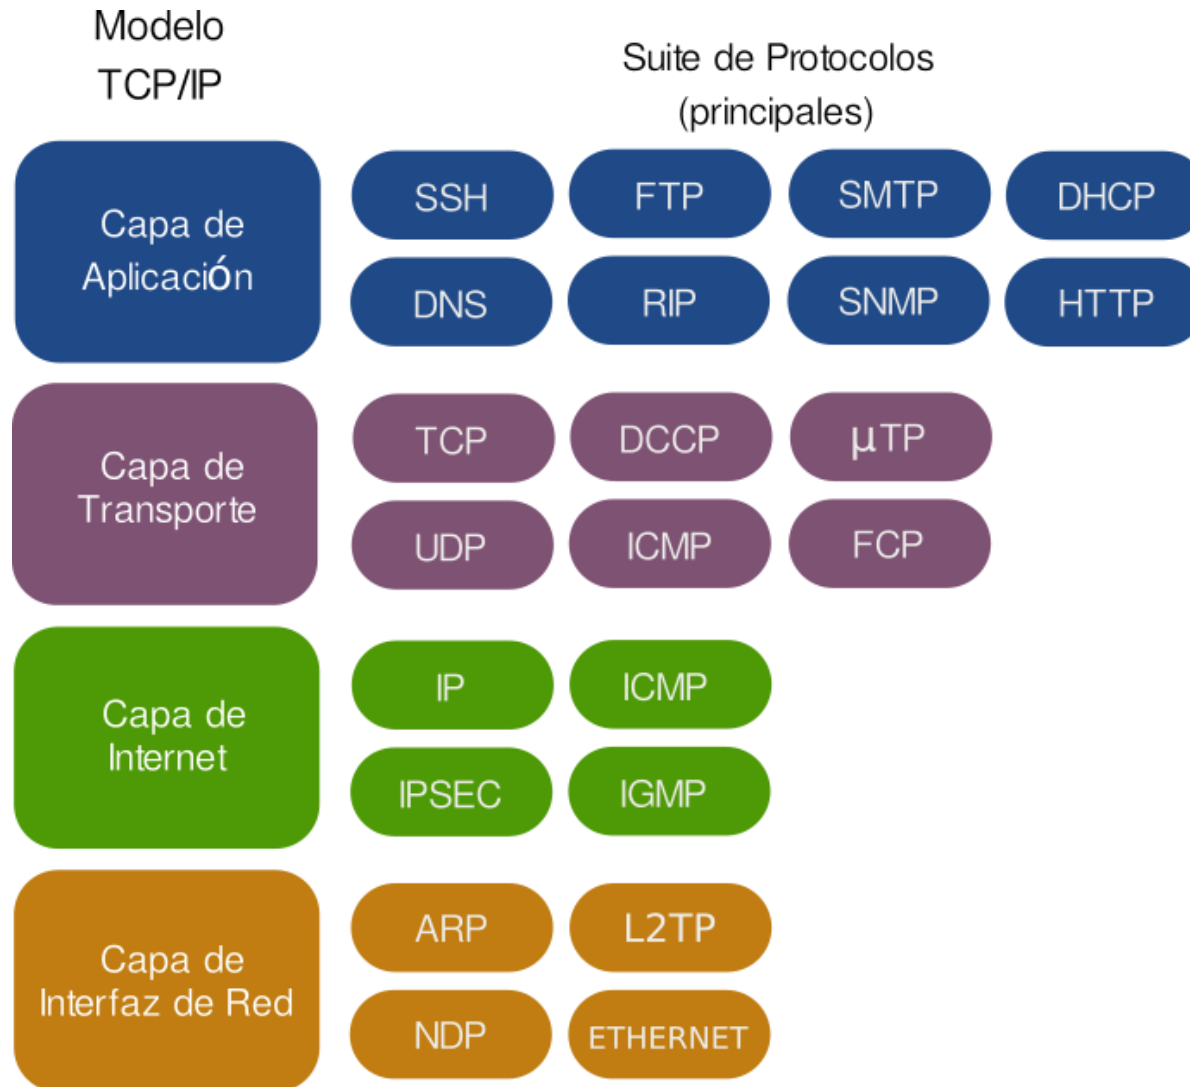 Modelo
TCP/IP
Suite de Protocolos
(principales)
Capa de
Aplicación
SSH
FTP
SMTP
DHCP
DNS
RIP
SNMP
HTTP
Capa de
Transporte
TCP
DCCP
µTP
UDP
ICMP
FCP
Capa de
Internet
IP
ICMP
IPSEC
IGMP
Capa de
Interfaz de Red
ARP
L2TP
NDP
ETHERNET